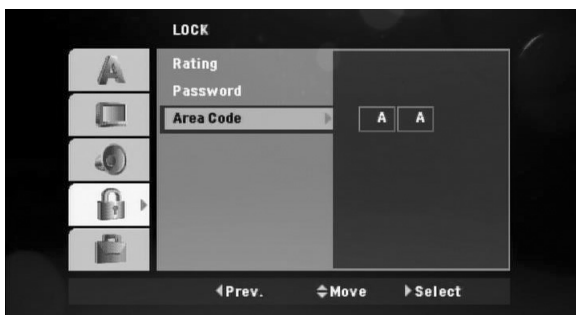 LOCK
Rating
Password
Area Code A A
Prev. Move Select